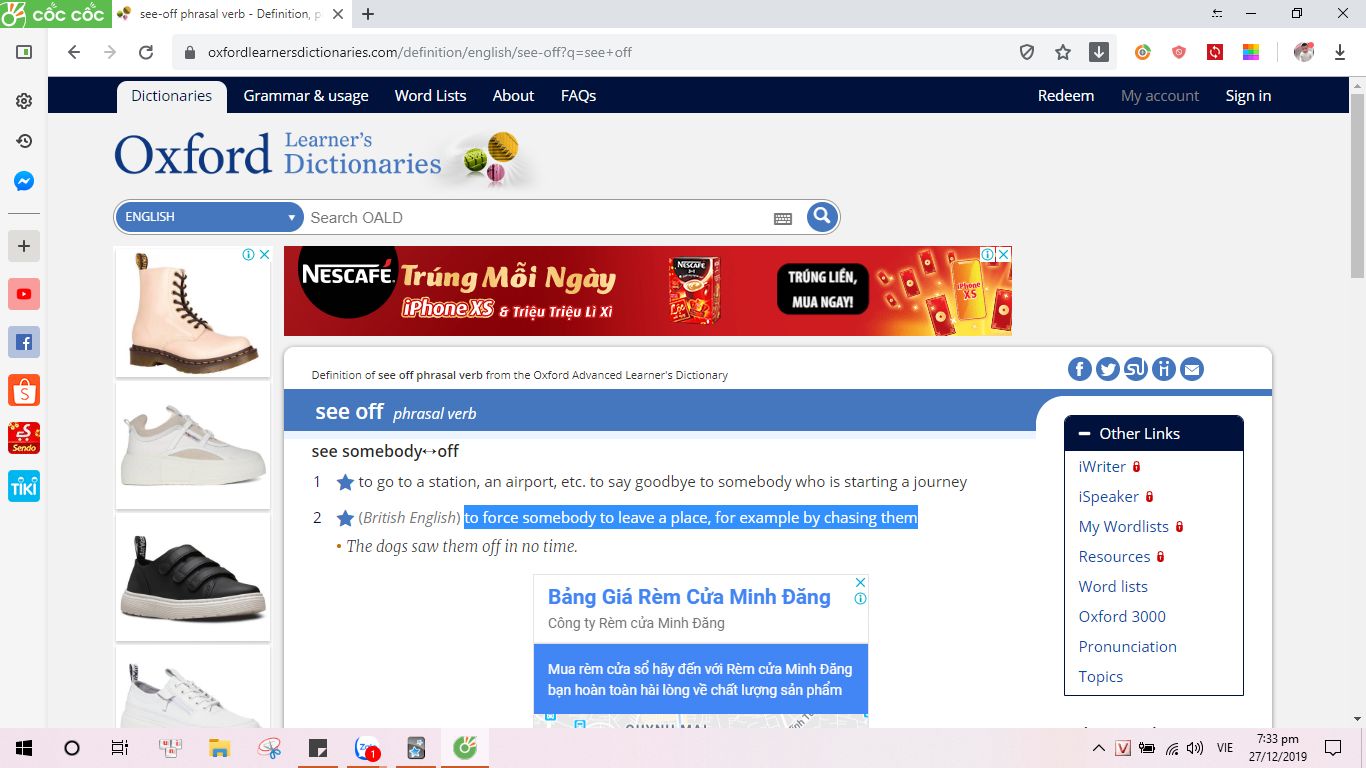 cốc cốc
see-off phrasal verb - Definition, p
oxfordlearnersdictionaries.com/definition/english/see-off?q=see+off
Dictionaries
Grammar & usage
Word Lists
About
FAQs
Redeem
My account
Sign in
Oxford
Learner's
Dictionaries
ENGLISH
Search OALD
NESCAFÉ.
Trúng Mỗi Ngày
iPhone XS & Triệu Triệu Lì Xì
NESCAFÉ
TRÚNG LIỀN,
MUA NGAY!
iPhone
XS
Definition of see off phrasal verb from the Oxford Advanced Learner's Dictionary
see off phrasal verb
see somebody↔off
1 to go to a station, an airport, etc. to say goodbye to somebody who is starting a journey
2 (British English) to force somebody to leave a place, for example by chasing them
• The dogs saw them off in no time.
Bảng Giá Rèm Cửa Minh Đăng
Công ty Rèm cửa Minh Đăng
Mua rèm cửa sổ hãy đến với Rèm cửa Minh Đăng
bạn hoàn toàn hài lòng về chất lượng sản phẩm
QUỲNH MAI
Other Links
iWriter
iSpeaker
My Wordlists
Resources
Word lists
Oxford 3000
Pronunciation
Topics
Sendo
TIKI
1
VIE
7:33 pm
27/12/2019